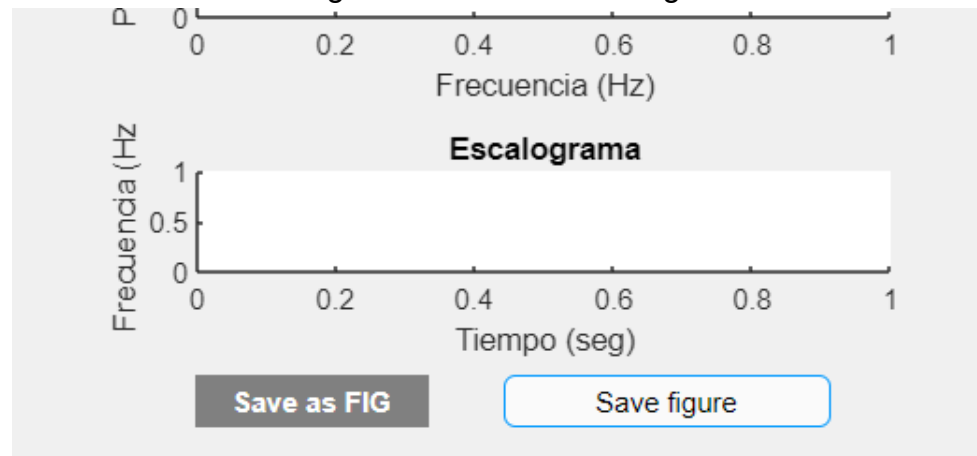 P
0
0 0.2 0.4 0.6 0.8 1
Frecuencia (Hz)
Escalograma
Frecuencia (Hz
1
0.5
0
0 0.2 0.4 0.6 0.8 1
Tiempo (seg)
Save as FIG
Save figure